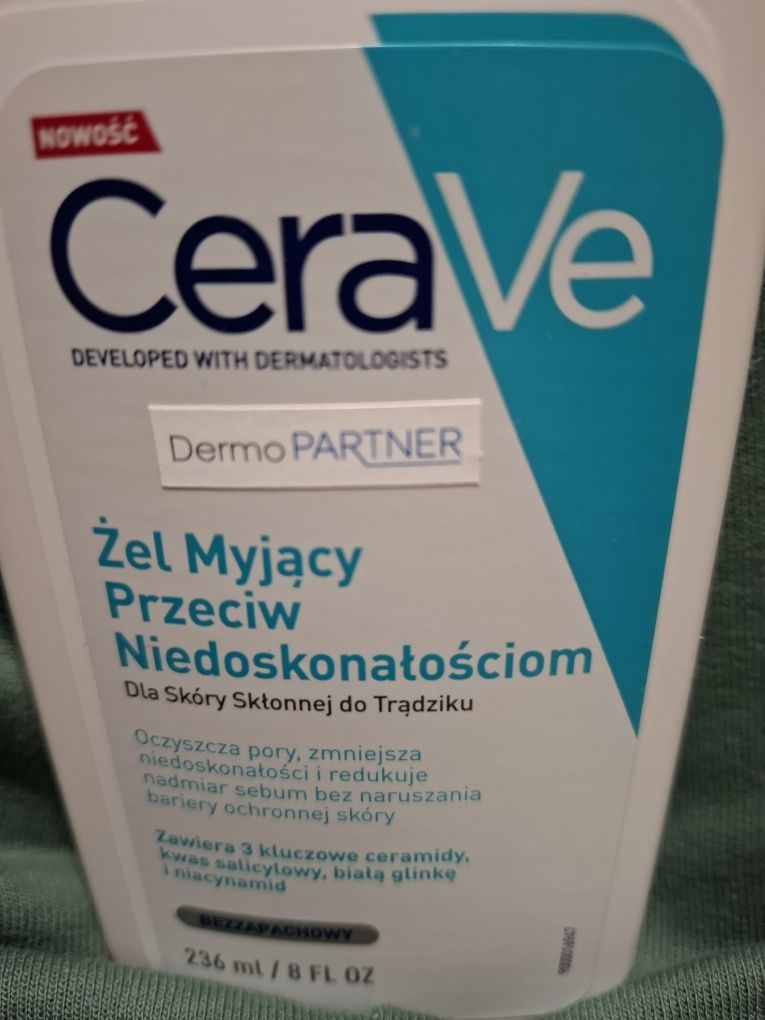 NOWOŚĆ
CeraVe
DEVELOPED WITH DERMATOLOGISTS
DermoPARTNER
Żel Myjący
Przeciw
Niedoskonałościom
Dla Skóry Skłonnej do Trądziku
Oczyszcza pory, zmniejsza
niedoskonałości i redukuje
nadmiar sebum bez naruszania
bariery ochronnej skóry
Zawiera 3 kluczowe ceramidy,
kwas salicylowy, białą glinkę
i niacynamid
BEZZAPACHOWY
236 ml / 8 FL OZ